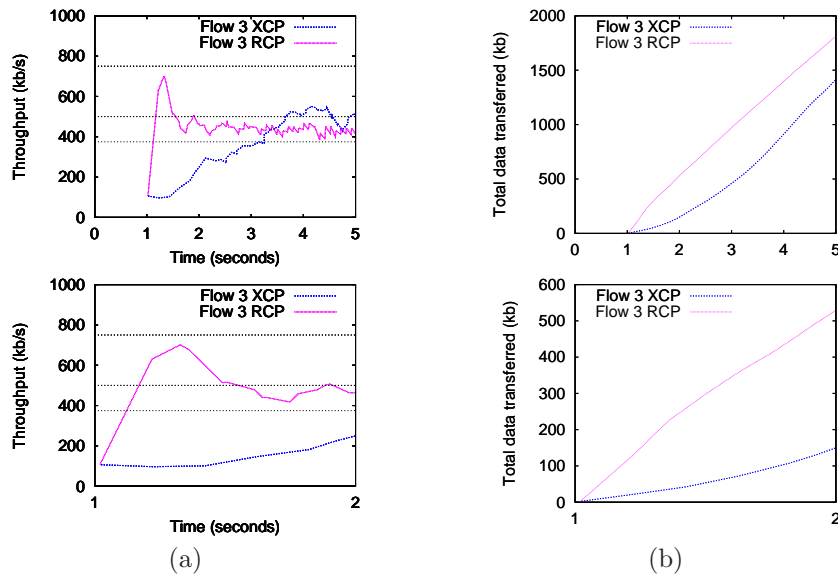 Throughput (kb/s)
1000
800
600
400
200
0
Flow 3 XCP
Flow 3 RCP
0 1 2 3 4 5
Time (seconds)
Total data transferred (kb)
2000
1500
1000
500
0
Flow 3 XCP
Flow 3 RCP
0 1 2 3 4 5
Throughput (kb/s)
1000
800
600
400
200
0
Flow 3 XCP
Flow 3 RCP
1 2
Time (seconds)
Total data transferred (kb)
600
500
400
300
200
100
0
Flow 3 XCP
Flow 3 RCP
1 2
(a) (b)